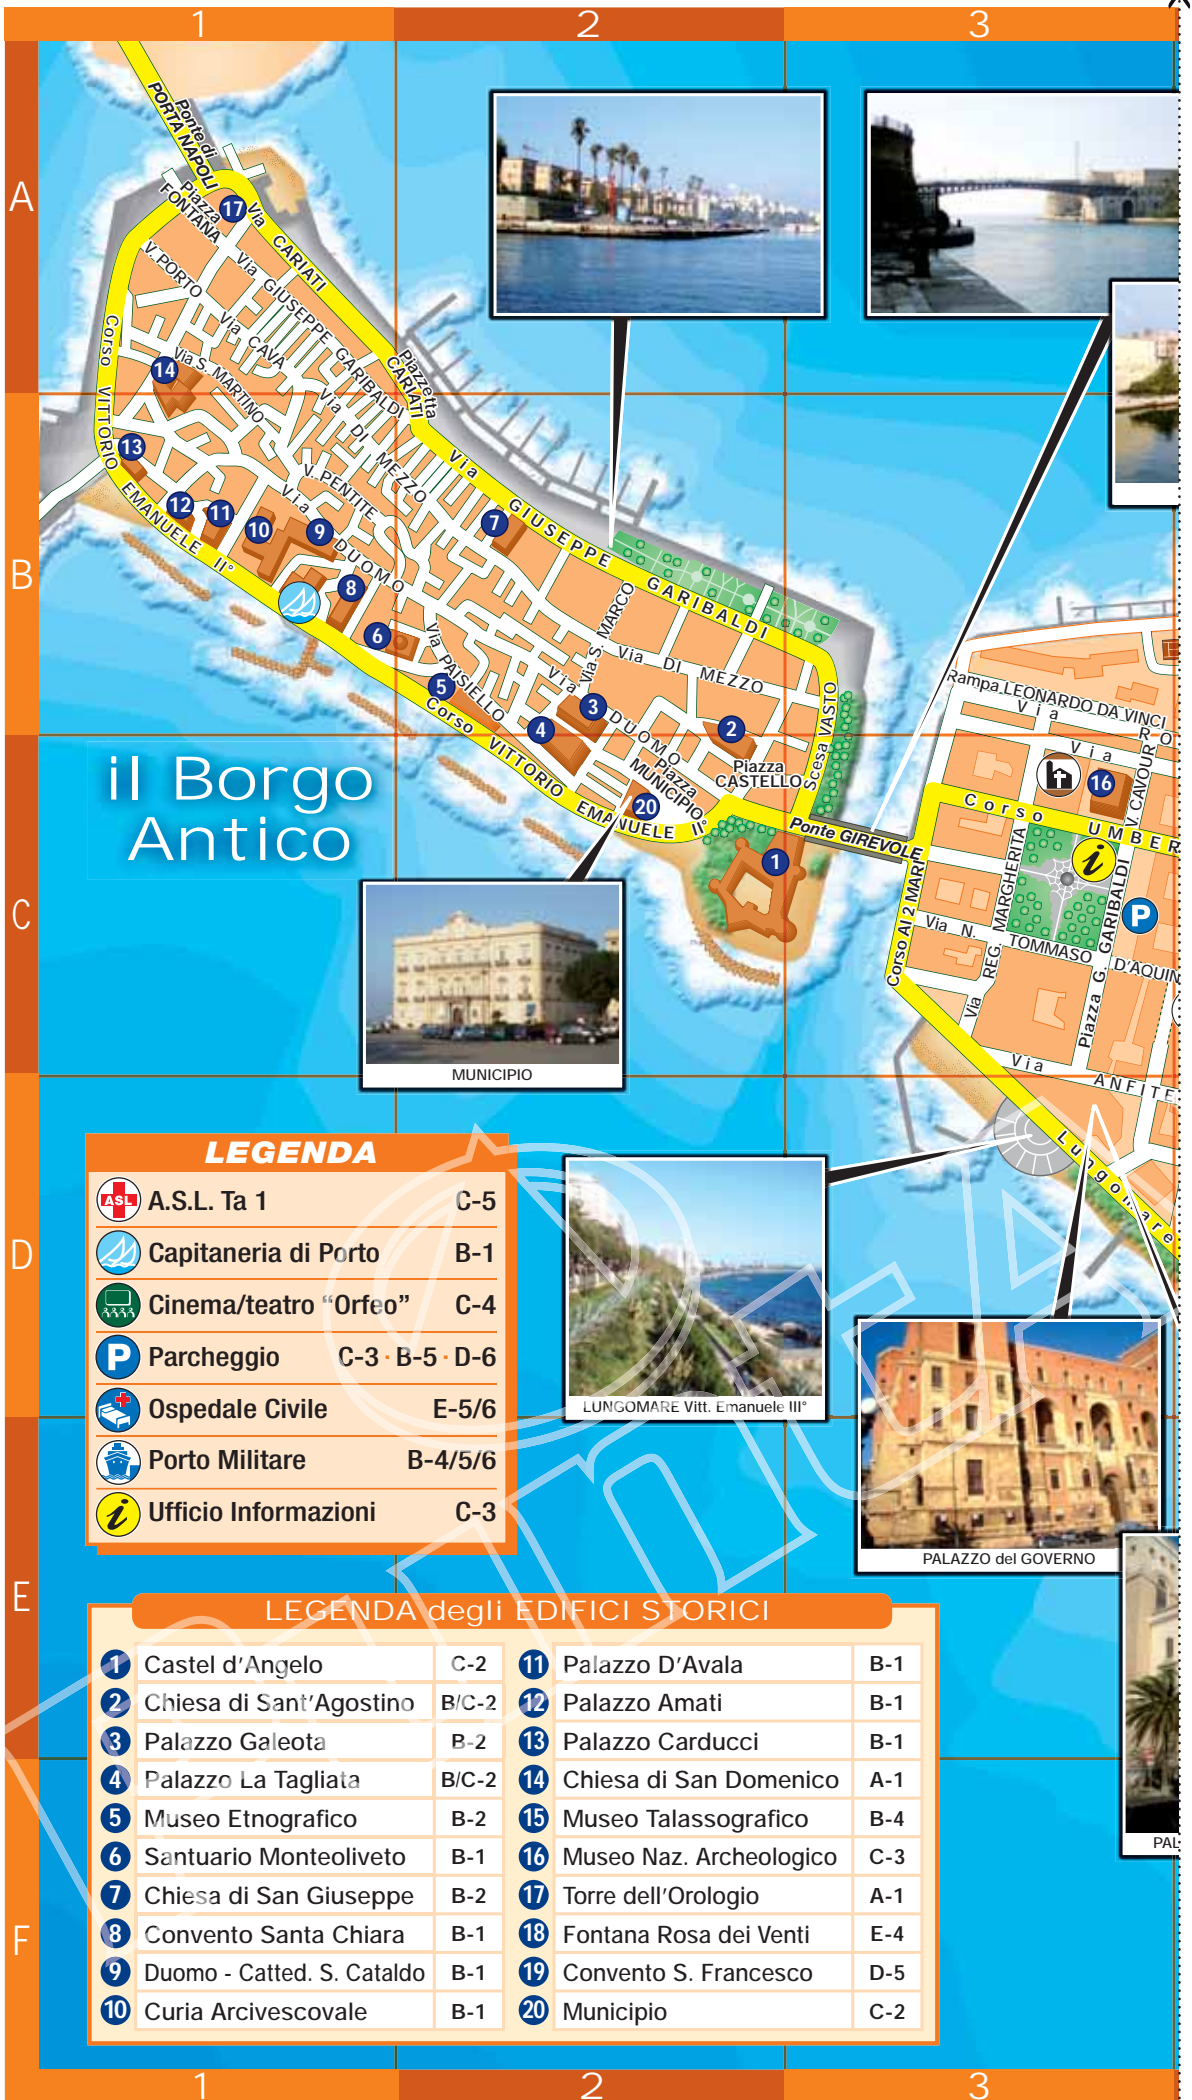 1 2 3
A
B
C
D
E
F
Ponte di
PORTA NAPOLI
Piazza
FONTANA
17
Via CARIATI
V. PORTO
Via GIUSEPPE GARIBALDI
Via CAVA
Piazzetta
CARIATI
Corso VITTORIO EMANUELE II°
14
Via S. MARTINO
Via DI MEZZO
13
12
11
10
9
V. PENTITE
Via DUOMO
7
Via GIUSEPPE GARIBALDI
8
6
Via PAISIELLO
5
Via S. MARCO
Via DI MEZZO
Via DUOMO
3
4
2
Scesa VASTO
Piazza
CASTELLO
Piazza
MUNICIPIO
20
Corso VITTORIO EMANUELE II°
1
Ponte GIREVOLE
il Borgo
Antico
Rampa LEONARDO DA VINCI
Via
RO
Via
V. CAVOUR
16
Corso UMBER
i
P
Via REG. MARGHERITA
Piazza G. GARIBALDI
Corso AI 2 MARI
Via N. TOMMASO D'AQUIN
Via ANFITE
Lungomare
MUNICIPIO
LUNGOMARE Vitt. Emanuele III°
PALAZZO del GOVERNO
PAL
LEGENDA
ASL A.S.L. Ta 1 C-5
Capitaneria di Porto B-1
Cinema/teatro “Orfeo” C-4
P Parcheggio C-3 · B-5 · D-6
Ospedale Civile E-5/6
Porto Militare B-4/5/6
i Ufficio Informazioni C-3
LEGENDA degli EDIFICI STORICI
1 Castel d'Angelo C-2
2 Chiesa di Sant'Agostino B/C-2
3 Palazzo Galeota B-2
4 Palazzo La Tagliata B/C-2
5 Museo Etnografico B-2
6 Santuario Monteoliveto B-1
7 Chiesa di San Giuseppe B-2
8 Convento Santa Chiara B-1
9 Duomo - Catted. S. Cataldo B-1
10 Curia Arcivescovale B-1
11 Palazzo D'Avala B-1
12 Palazzo Amati B-1
13 Palazzo Carducci B-1
14 Chiesa di San Domenico A-1
15 Museo Talassografico B-4
16 Museo Naz. Archeologico C-3
17 Torre dell'Orologio A-1
18 Fontana Rosa dei Venti E-4
19 Convento S. Francesco D-5
20 Municipio C-2
1 2 3